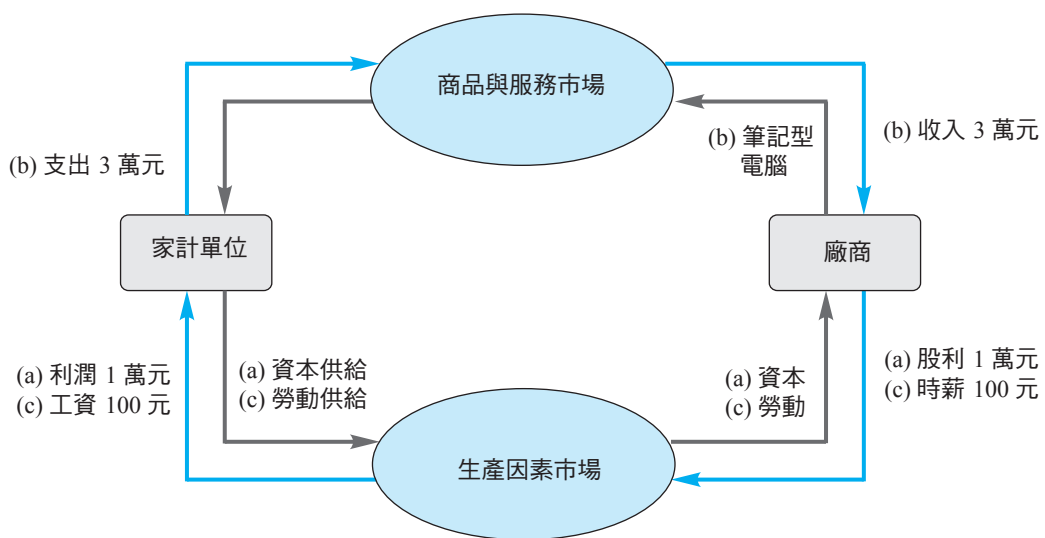 商品與服務市場
(b) 支出 3 萬元
(b) 筆記型
電腦
(b) 收入 3 萬元
家計單位
廠商
(a) 利潤 1 萬元
(c) 工資 100 元
(a) 資本供給
(c) 勞動供給
(a) 資本
(c) 勞動
(a) 股利 1 萬元
(c) 時薪 100 元
生產因素市場